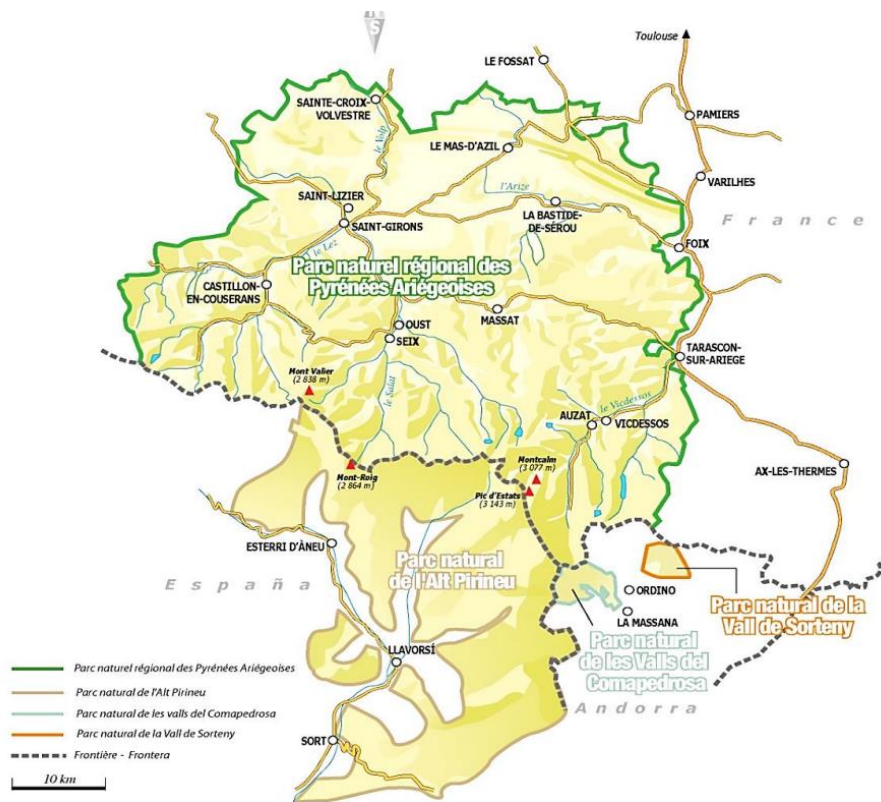 S
Toulouse
LE FOSSAT
SAINTE-CROIX-
VOLVESTRE
le Volp
PAMIERS
LE MAS-D'AZIL
VARILHES
l'Arize
SAINT-LIZIER
LA BASTIDE-
DE-SÉROU
SAINT-GIRONS
France
FOIX
le Lez
Parc naturel régional des
Pyrénées Ariégeoises
CASTILLON-
EN-COUSERANS
MASSAT
OUST
SEIX
TARASCON-
SUR-ARIEGE
Mont Valier
(2 838 m)
le Salat
le Vicdessos
AUZAT
VICDESSOS
Montcalm
(3 077 m)
AX-LES-THERMES
Mont-Roig
(2 864 m)
Pic d'Estats
(3 143 m)
ESTERRI D'ÀNEU
Parc natural
de l'Alt Pirineu
España
ORDINO
Parc natural de la
Vall de Sorteny
LA MASSANA
Parc natural
de les Valls del
Comapedrosa
Andorra
LLAVORSÍ
SORT
Parc naturel régional des Pyrénées Ariégeoises
Parc natural de l'Alt Pirineu
Parc natural de les valls del Comapedrosa
Parc natural de la Vall de Sorteny
Frontière - Frontera
10 km